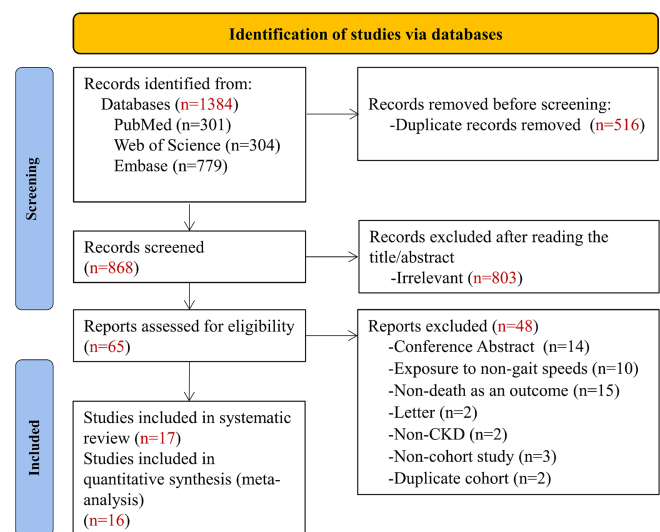 Identification of studies via databases
Screening
Records identified from:
Databases (n=1384)
PubMed (n=301)
Web of Science (n=304)
Embase (n=779)
Records removed before screening:
-Duplicate records removed (n=516)
Records screened
(n=868)
Records excluded after reading the
title/abstract
-Irrelevant (n=803)
Reports assessed for eligibility
(n=65)
Reports excluded (n=48)
-Conference Abstract (n=14)
-Exposure to non-gait speeds (n=10)
-Non-death as an outcome (n=15)
-Letter (n=2)
-Non-CKD (n=2)
-Non-cohort study (n=3)
-Duplicate cohort (n=2)
Included
Studies included in systematic
review (n=17)
Studies included in
quantitative synthesis (meta-
analysis)
(n=16)